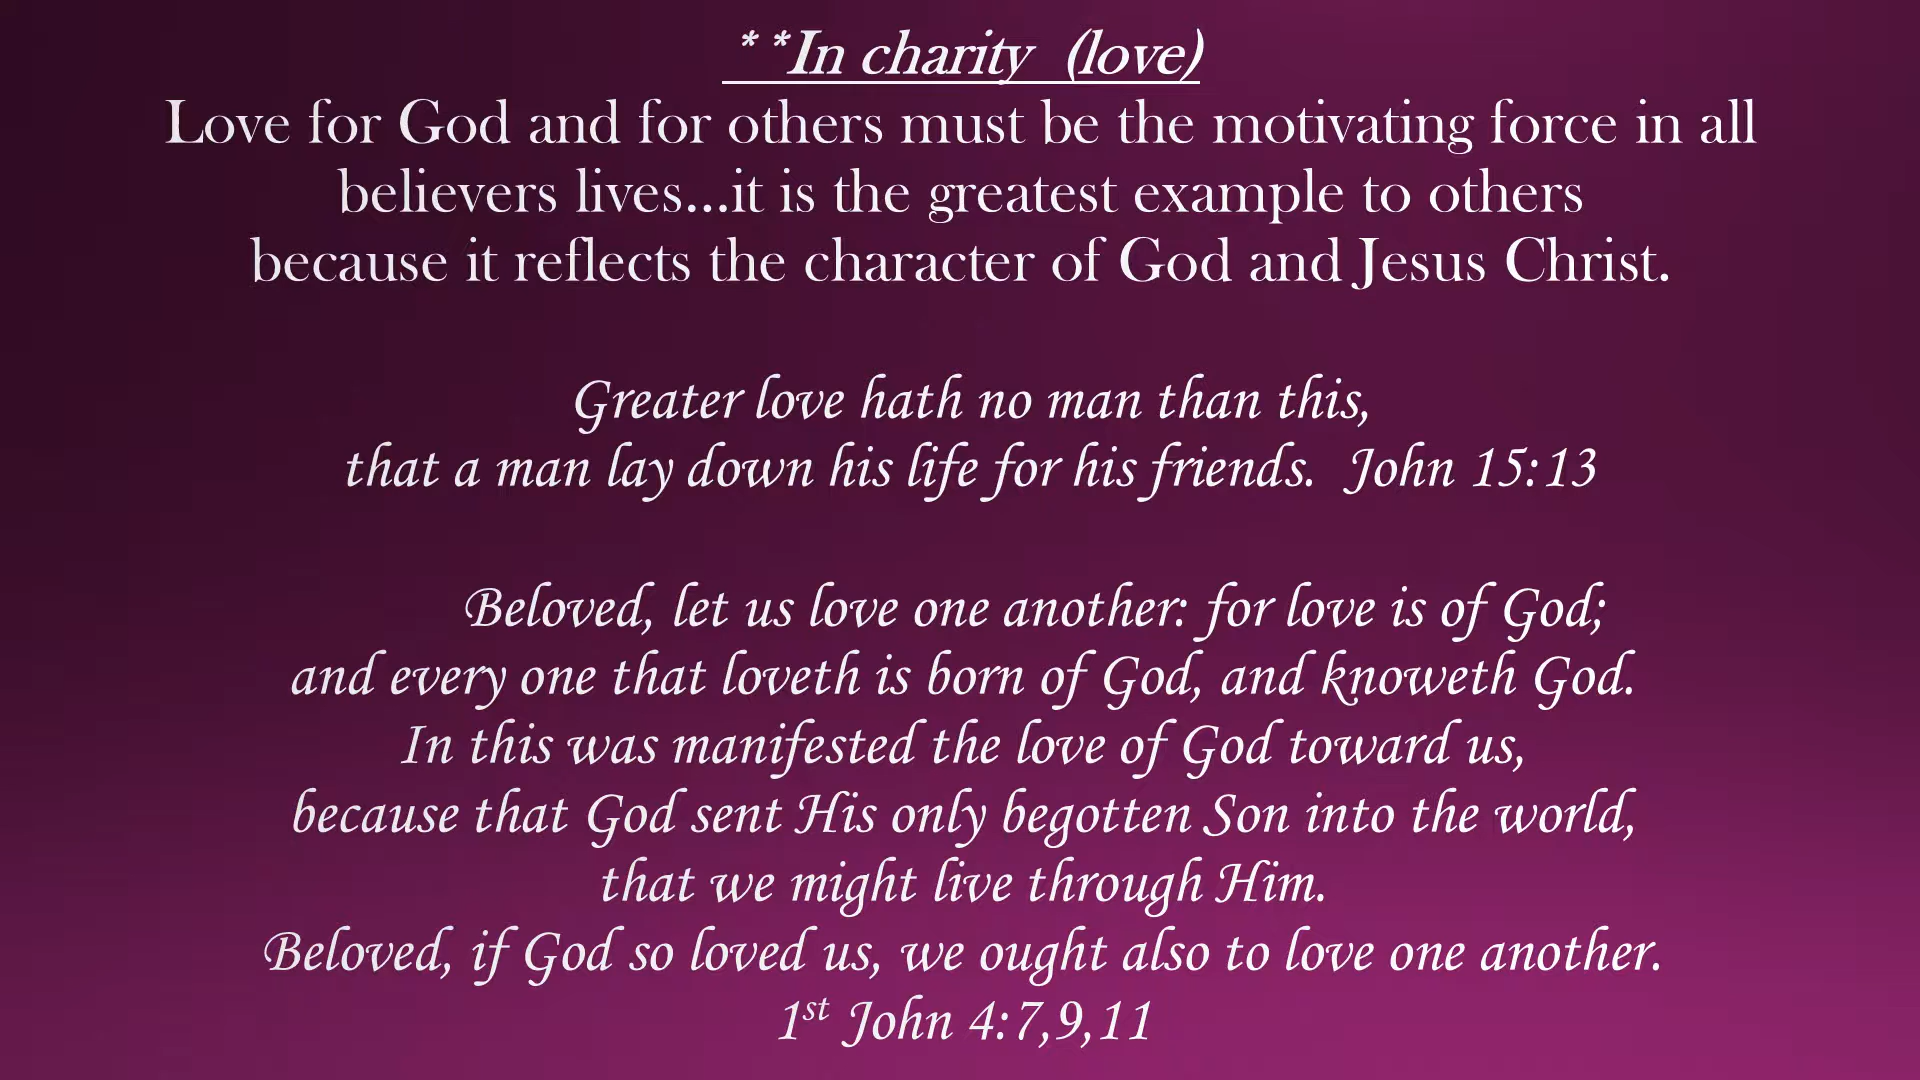 **In charity (love)
Love for God and for others must be the motivating force in all
believers lives...it is the greatest example to others
because it reflects the character of God and Jesus Christ.
Greater love hath no man than this,
that a man lay down his life for his friends. John 15:13
Beloved, let us love one another: for love is of God;
and every one that loveth is born of God, and knoweth God.
In this was manifested the love of God toward us,
because that God sent His only begotten Son into the world,
that we might live through Him.
Beloved, if God so loved us, we ought also to love one another.
1st John 4:7,9,11